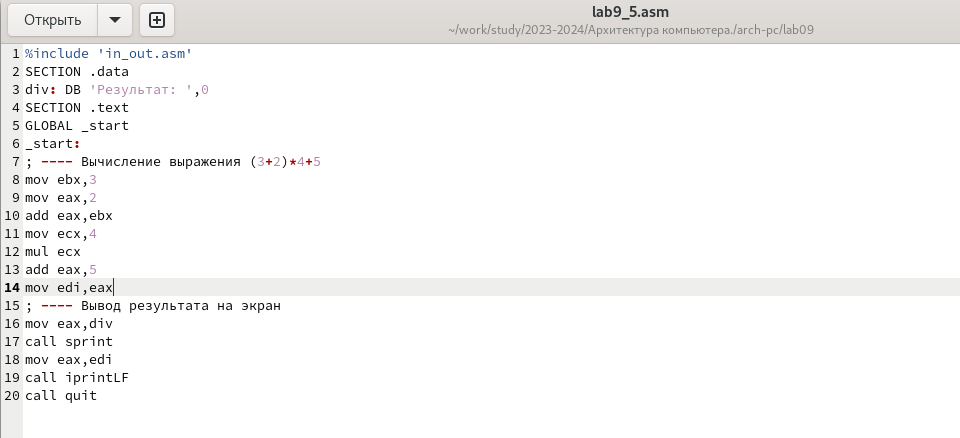 Открыть
lab9_5.asm
~/work/study/2023-2024/Архитектура компьютера./arch-pc/lab09
1 %include 'in_out.asm'
2 SECTION .data
3 div: DB 'Результат: ',0
4 SECTION .text
5 GLOBAL _start
6 _start:
7 ; ---- Вычисление выражения (3+2)*4+5
8 mov ebx,3
9 mov eax,2
10 add eax,ebx
11 mov ecx,4
12 mul ecx
13 add eax,5
14 mov edi,eax
15 ; ---- Вывод результата на экран
16 mov eax,div
17 call sprint
18 mov eax,edi
19 call iprintLF
20 call quit